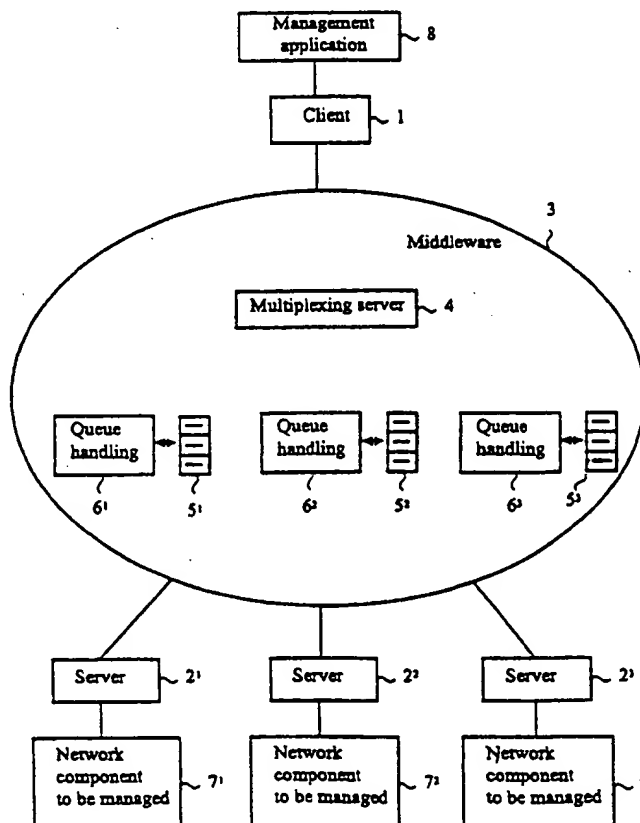 Management
application
8
Client
1
3
Middleware
Multiplexing server
4
Queue
handling
Queue
handling
Queue
handling
6¹
5¹
6²
5²
6³
5³
Server
2¹
Server
2²
Server
2³
Network
component
to be managed
7¹
Network
component
to be managed
7²
Network
component
to be managed